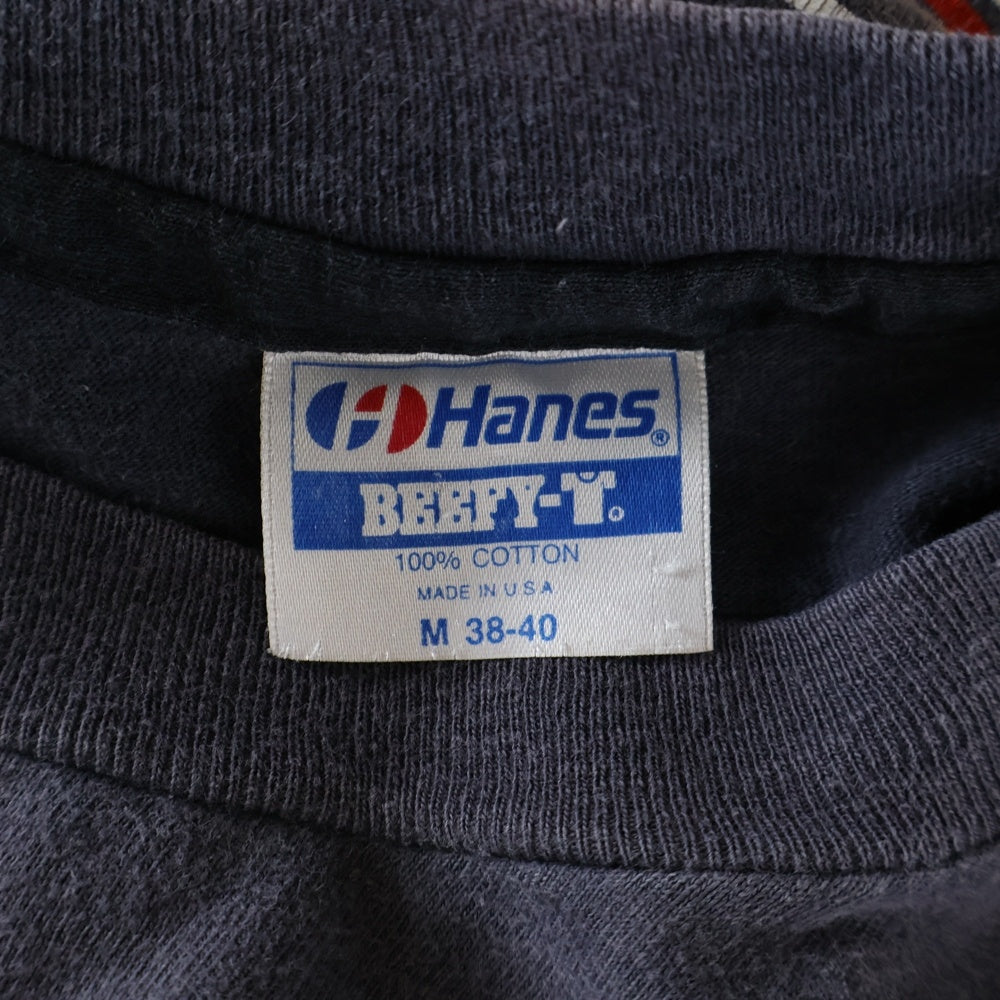 Hanes®
BEEFY-T®
100% COTTON
MADE IN U S A
M 38-40